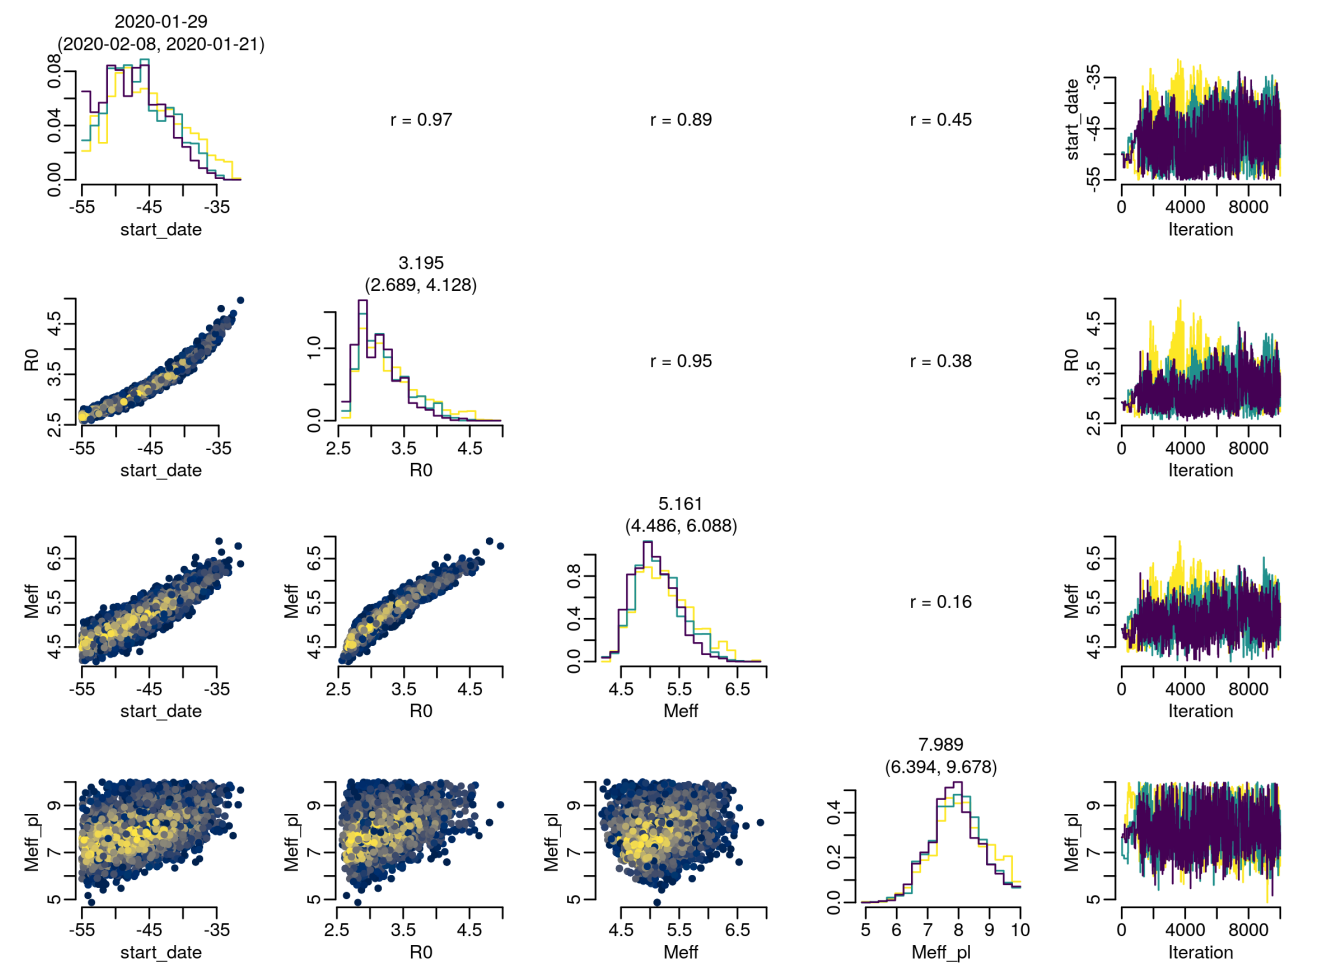 2020-01-29
(2020-02-08, 2020-01-21)
0.00 0.04 0.08
-55 -45 -35
start_date
r = 0.97
r = 0.89
r = 0.45
start_date
-55 -45 -35
0 4000 8000
Iteration
R0
2.5 3.5 4.5
-55 -45 -35
start_date
3.195
(2.689, 4.128)
0.0 1.0
2.5 3.5 4.5
R0
r = 0.95
r = 0.38
R0
2.5 3.5 4.5
0 4000 8000
Iteration
Meff
4.5 5.5 6.5
-55 -45 -35
start_date
Meff
4.5 5.5 6.5
2.5 3.5 4.5
R0
5.161
(4.486, 6.088)
0.0 0.4 0.8
4.5 5.5 6.5
Meff
r = 0.16
Meff
4.5 5.5 6.5
0 4000 8000
Iteration
Meff_pl
5 7 9
-55 -45 -35
start_date
Meff_pl
5 7 9
2.5 3.5 4.5
R0
Meff_pl
5 7 9
4.5 5.5 6.5
Meff
7.989
(6.394, 9.678)
0.0 0.2 0.4
5 6 7 8 9 10
Meff_pl
Meff_pl
5 7 9
0 4000 8000
Iteration